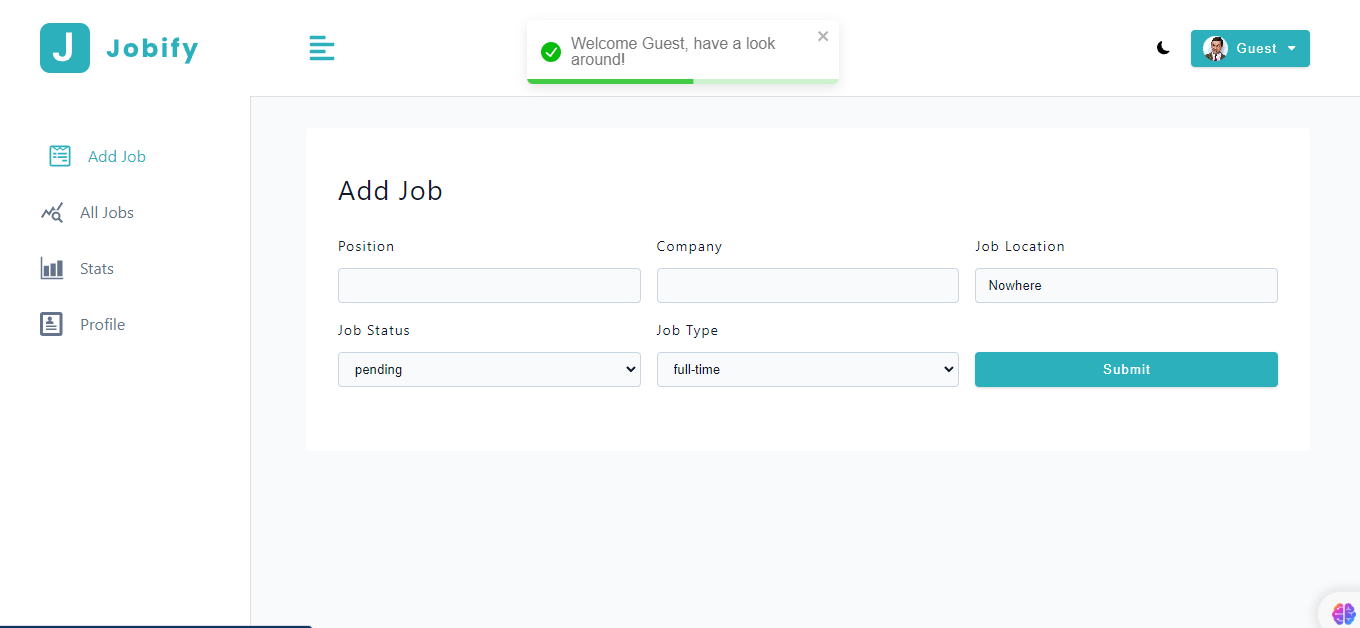 J Jobify
Welcome Guest, have a look
around!
Guest
Add Job
All Jobs
Stats
Profile
Add Job
Position
Company
Job Location
Nowhere
Job Status
Job Type
pending
full-time
Submit